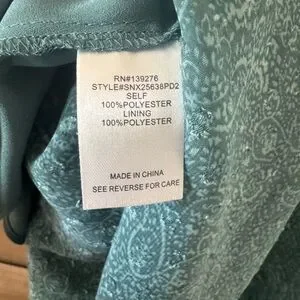 RN#139276
STYLE#SNX25638PD2
SELF
100%POLYESTER
LINING
100%POLYESTER
MADE IN CHINA
SEE REVERSE FOR CARE